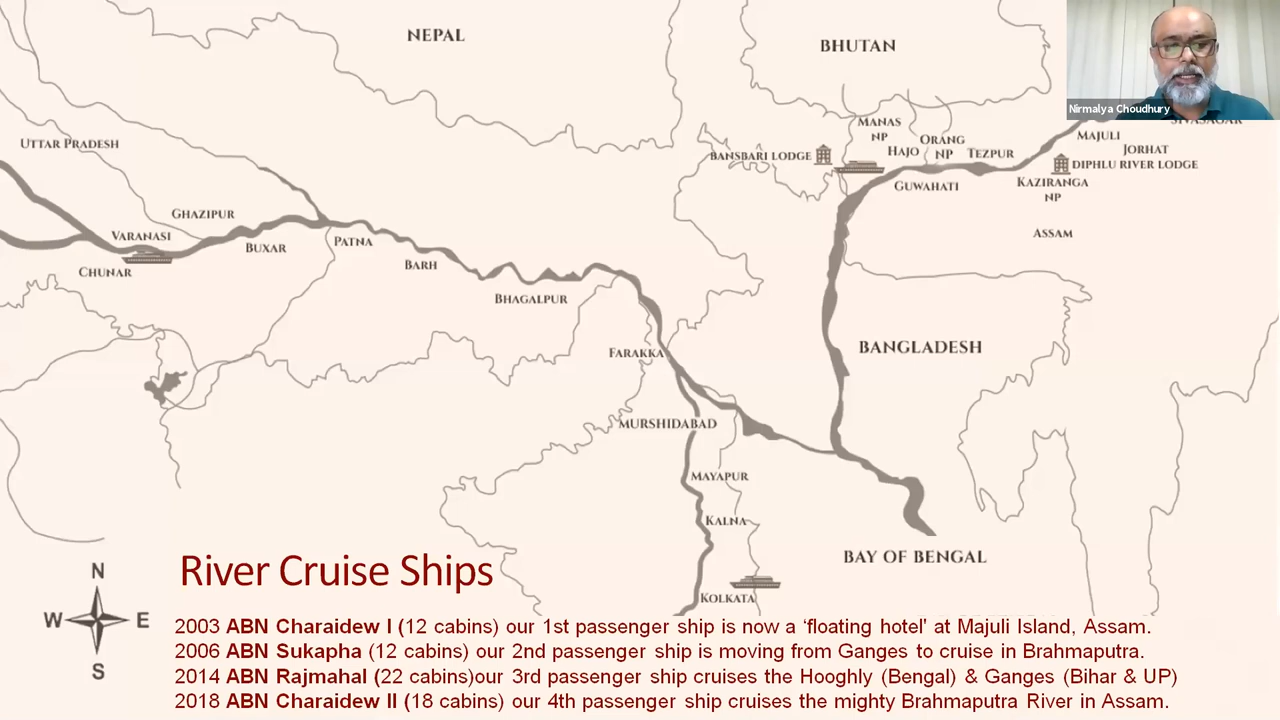 NEPAL
BHUTAN
Nirmalya Choudhury
SIVASAGAR
UTTAR PRADESH
MANAS
NP
HAJO
ORANG
NP
TEZPUR
MAJULI
JORHAT
BANSBARI LODGE
DIPHLU RIVER LODGE
GUWAHATI
KAZIRANGA
NP
GHAZIPUR
VARANASI
BUXAR
PATNA
ASSAM
CHUNAR
BARH
BHAGALPUR
FARAKKA
BANGLADESH
MURSHIDABAD
MAYAPUR
KALNA
BAY OF BENGAL
KOLKATA
N
W E
S
River Cruise Ships
2003 ABN Charaidew I (12 cabins) our 1st passenger ship is now a ‘floating hotel' at Majuli Island, Assam.
2006 ABN Sukapha (12 cabins) our 2nd passenger ship is moving from Ganges to cruise in Brahmaputra.
2014 ABN Rajmahal (22 cabins)our 3rd passenger ship cruises the Hooghly (Bengal) & Ganges (Bihar & UP)
2018 ABN Charaidew II (18 cabins) our 4th passenger ship cruises the mighty Brahmaputra River in Assam.